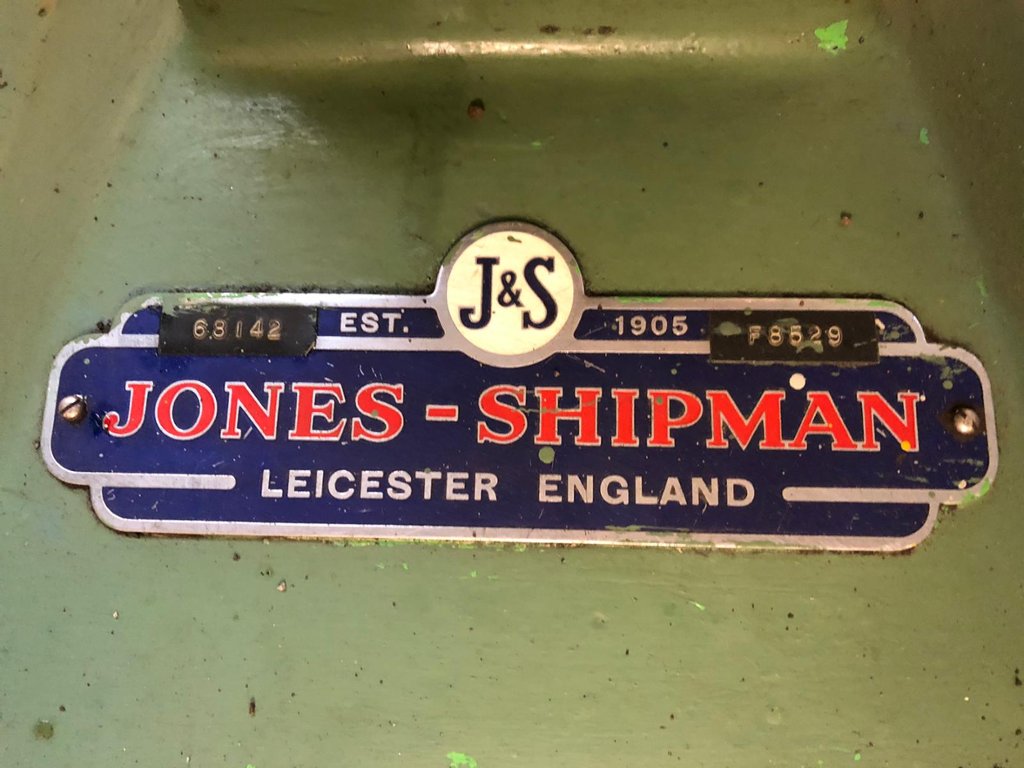 J&S
68142 EST. 1905 F8529
JONES-SHIPMAN
LEICESTER ENGLAND